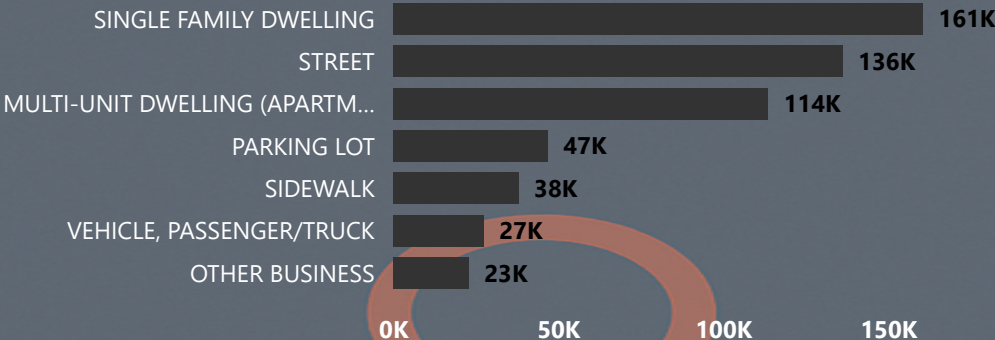 SINGLE FAMILY DWELLING 161K
STREET 136K
MULTI-UNIT DWELLING (APARTM... 114K
PARKING LOT 47K
SIDEWALK 38K
VEHICLE, PASSENGER/TRUCK 27K
OTHER BUSINESS 23K
0K 50K 100K 150K